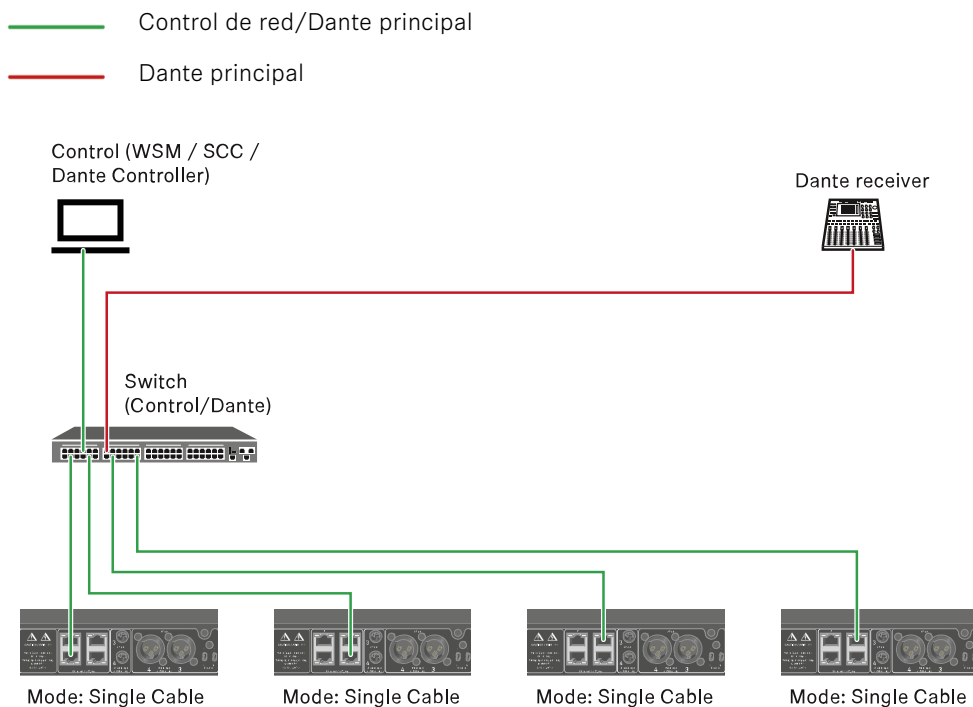 Control de red/Dante principal
Dante principal
Control (WSM / SCC /
Dante Controller)
Dante receiver
Switch
(Control/Dante)
Mode: Single Cable
Mode: Single Cable
Mode: Single Cable
Mode: Single Cable